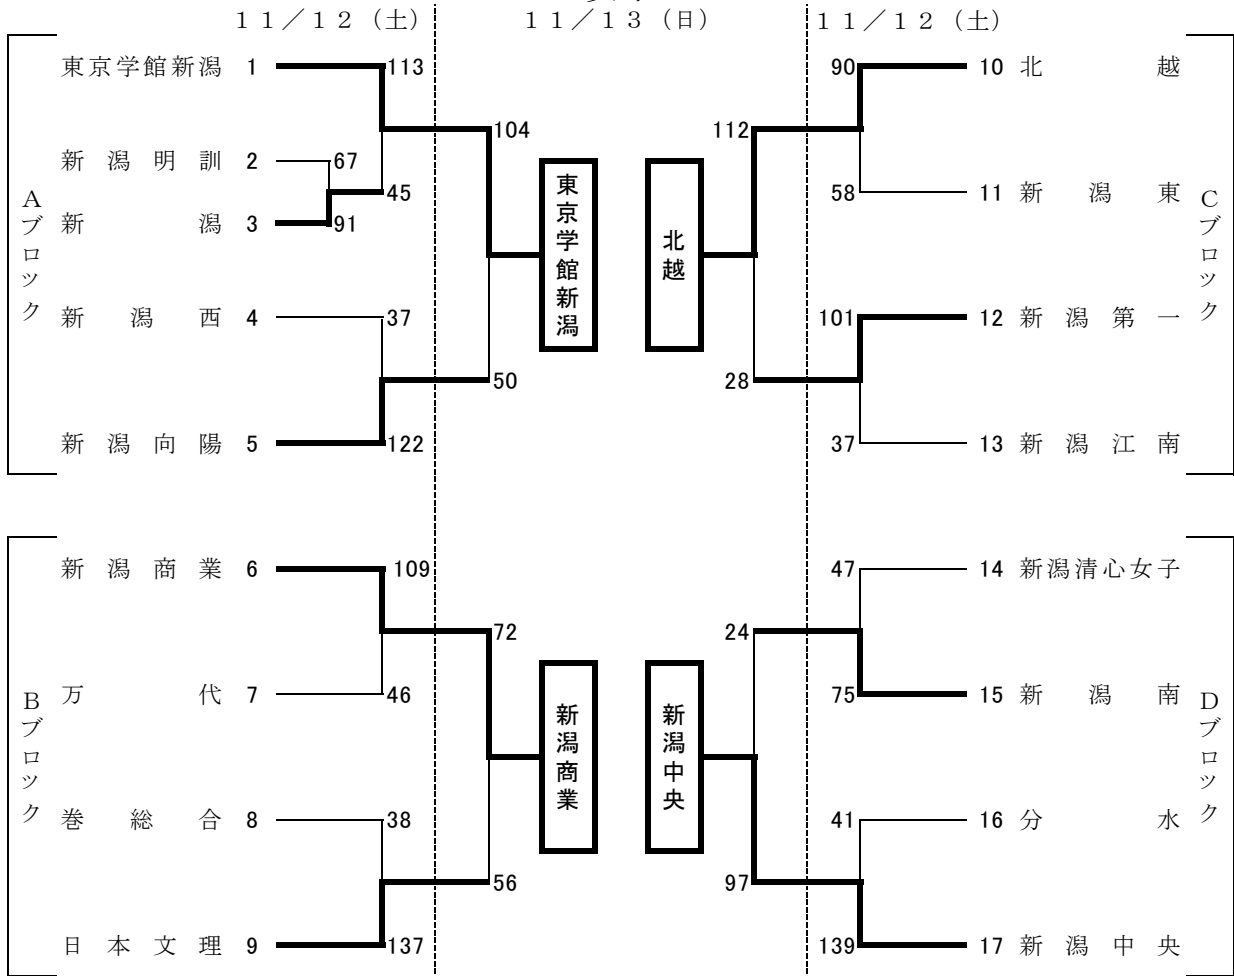 １１／１２（土）
１１／１３（日）
１１／１２（土）
Aブロック
東京学館新潟 1 113
104
新潟明訓 2 67
45
新潟 3 91
東京学館新潟
新潟西 4 37
50
新潟向陽 5 122
Bブロック
新潟商業 6 109
72
万代 7 46
新潟商業
巻総合 8 38
56
日本文理 9 137
Cブロック
90 10 北越
112
58 11 新潟東
北越
101 12 新潟第一
28
37 13 新潟江南
Dブロック
47 14 新潟清心女子
24
75 15 新潟南
新潟中央
41 16 分水
97
139 17 新潟中央